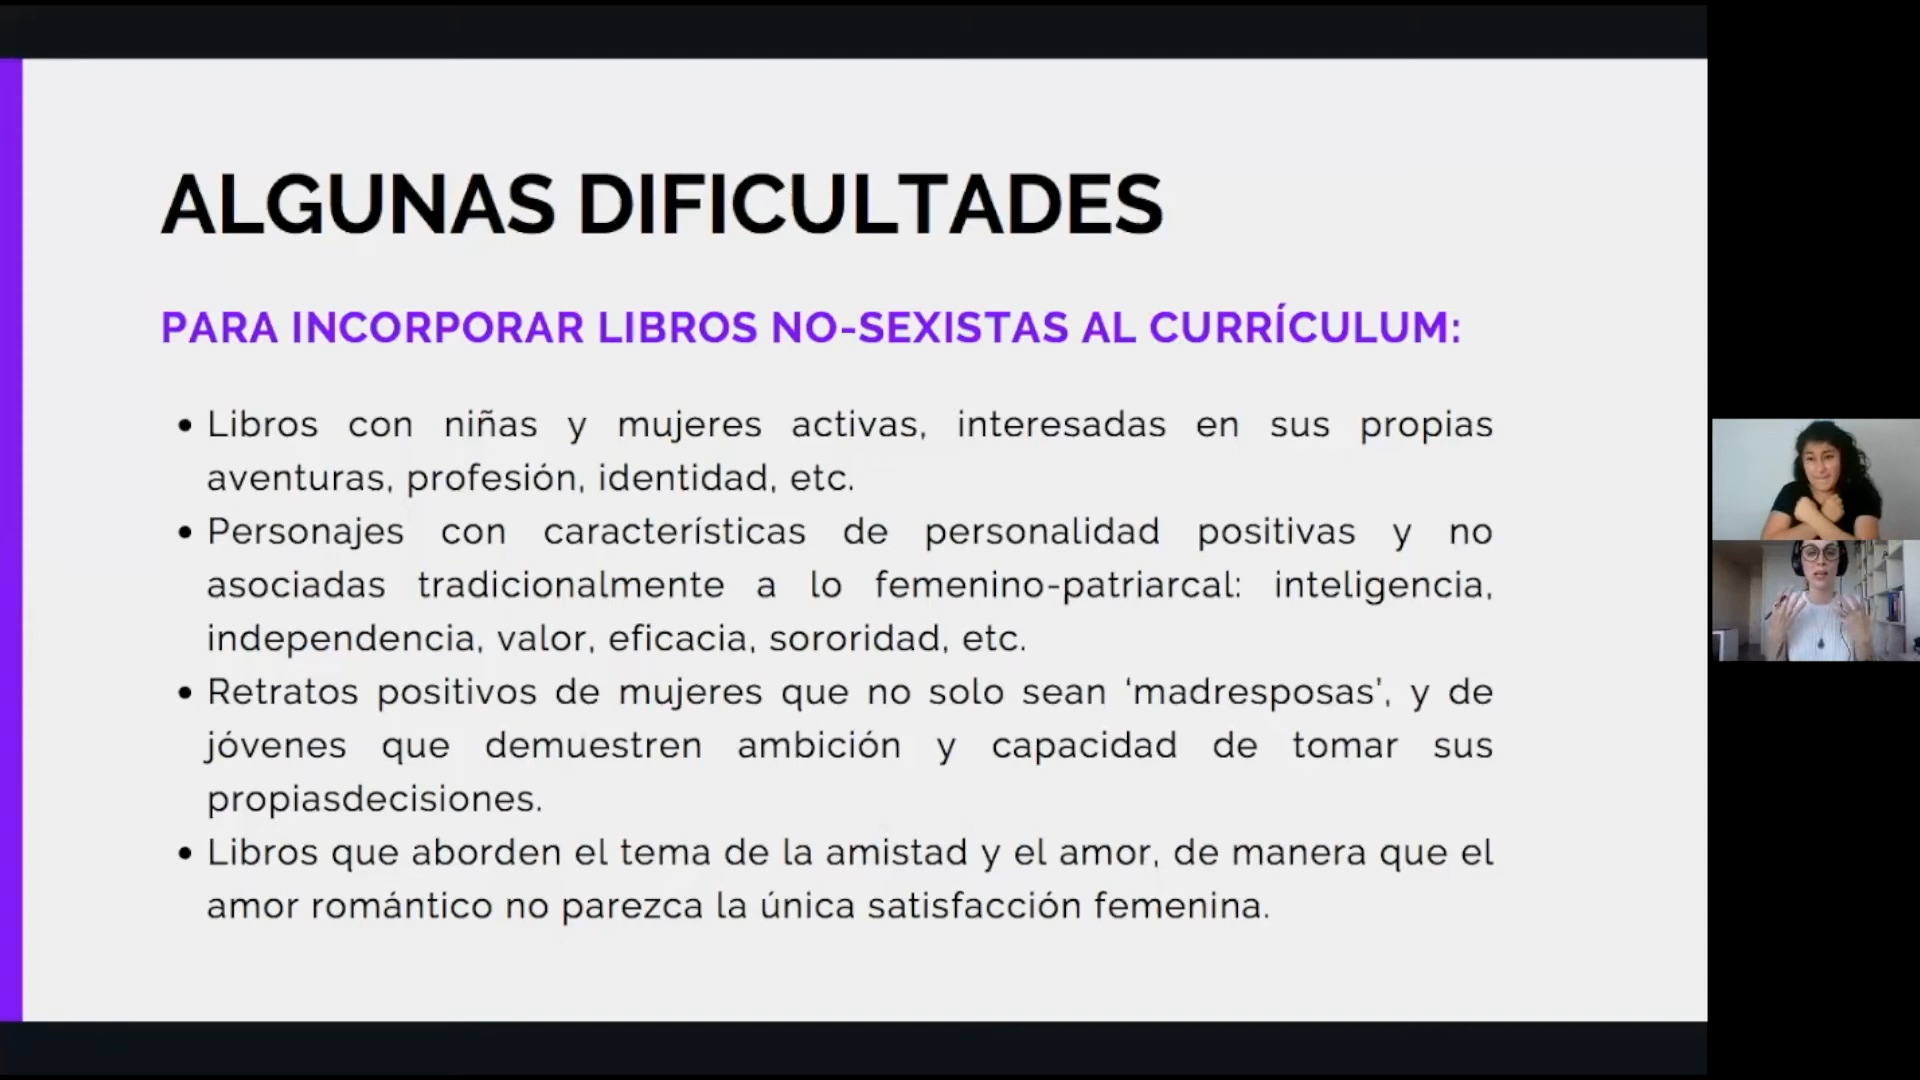 ALGUNAS DIFICULTADES
PARA INCORPORAR LIBROS NO-SEXISTAS AL CURRÍCULUM:
• Libros con niñas y mujeres activas, interesadas en sus propias
aventuras, profesión, identidad, etc.
• Personajes con características de personalidad positivas y no
asociadas tradicionalmente a lo femenino-patriarcal: inteligencia,
independencia, valor, eficacia, sororidad, etc.
• Retratos positivos de mujeres que no solo sean ‘madresposas’, y de
jóvenes que demuestren ambición y capacidad de tomar sus
propiasdecisiones.
• Libros que aborden el tema de la amistad y el amor, de manera que el
amor romántico no parezca la única satisfacción femenina.